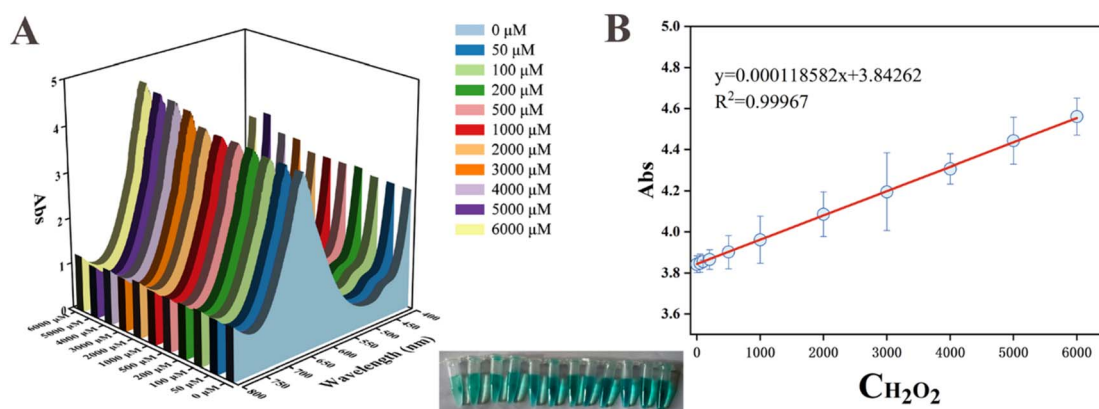 A
5
4
3
2
1
0
Abs
6000 μM
5000 μM
4000 μM
3000 μM
2000 μM
1000 μM
500 μM
200 μM
100 μM
50 μM
0 μM
800
750
700
650
600
550
500
450
400
Wavelength (nm)
0 μM
50 μM
100 μM
200 μM
500 μM
1000 μM
2000 μM
3000 μM
4000 μM
5000 μM
6000 μM
B
y=0.000118582x+3.84262
R²=0.99967
5.0
4.8
4.6
4.4
4.2
4.0
3.8
3.6
Abs
0
1000
2000
3000
4000
5000
6000
C_H₂O₂